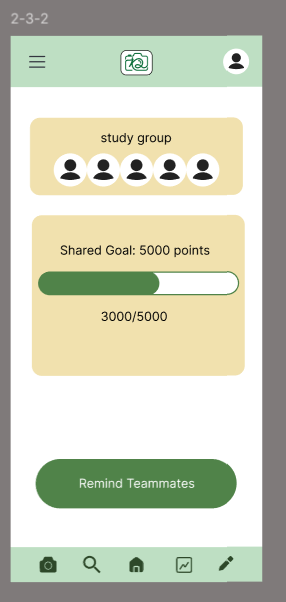 2-3-2
study group
Shared Goal: 5000 points
3000/5000
Remind Teammates